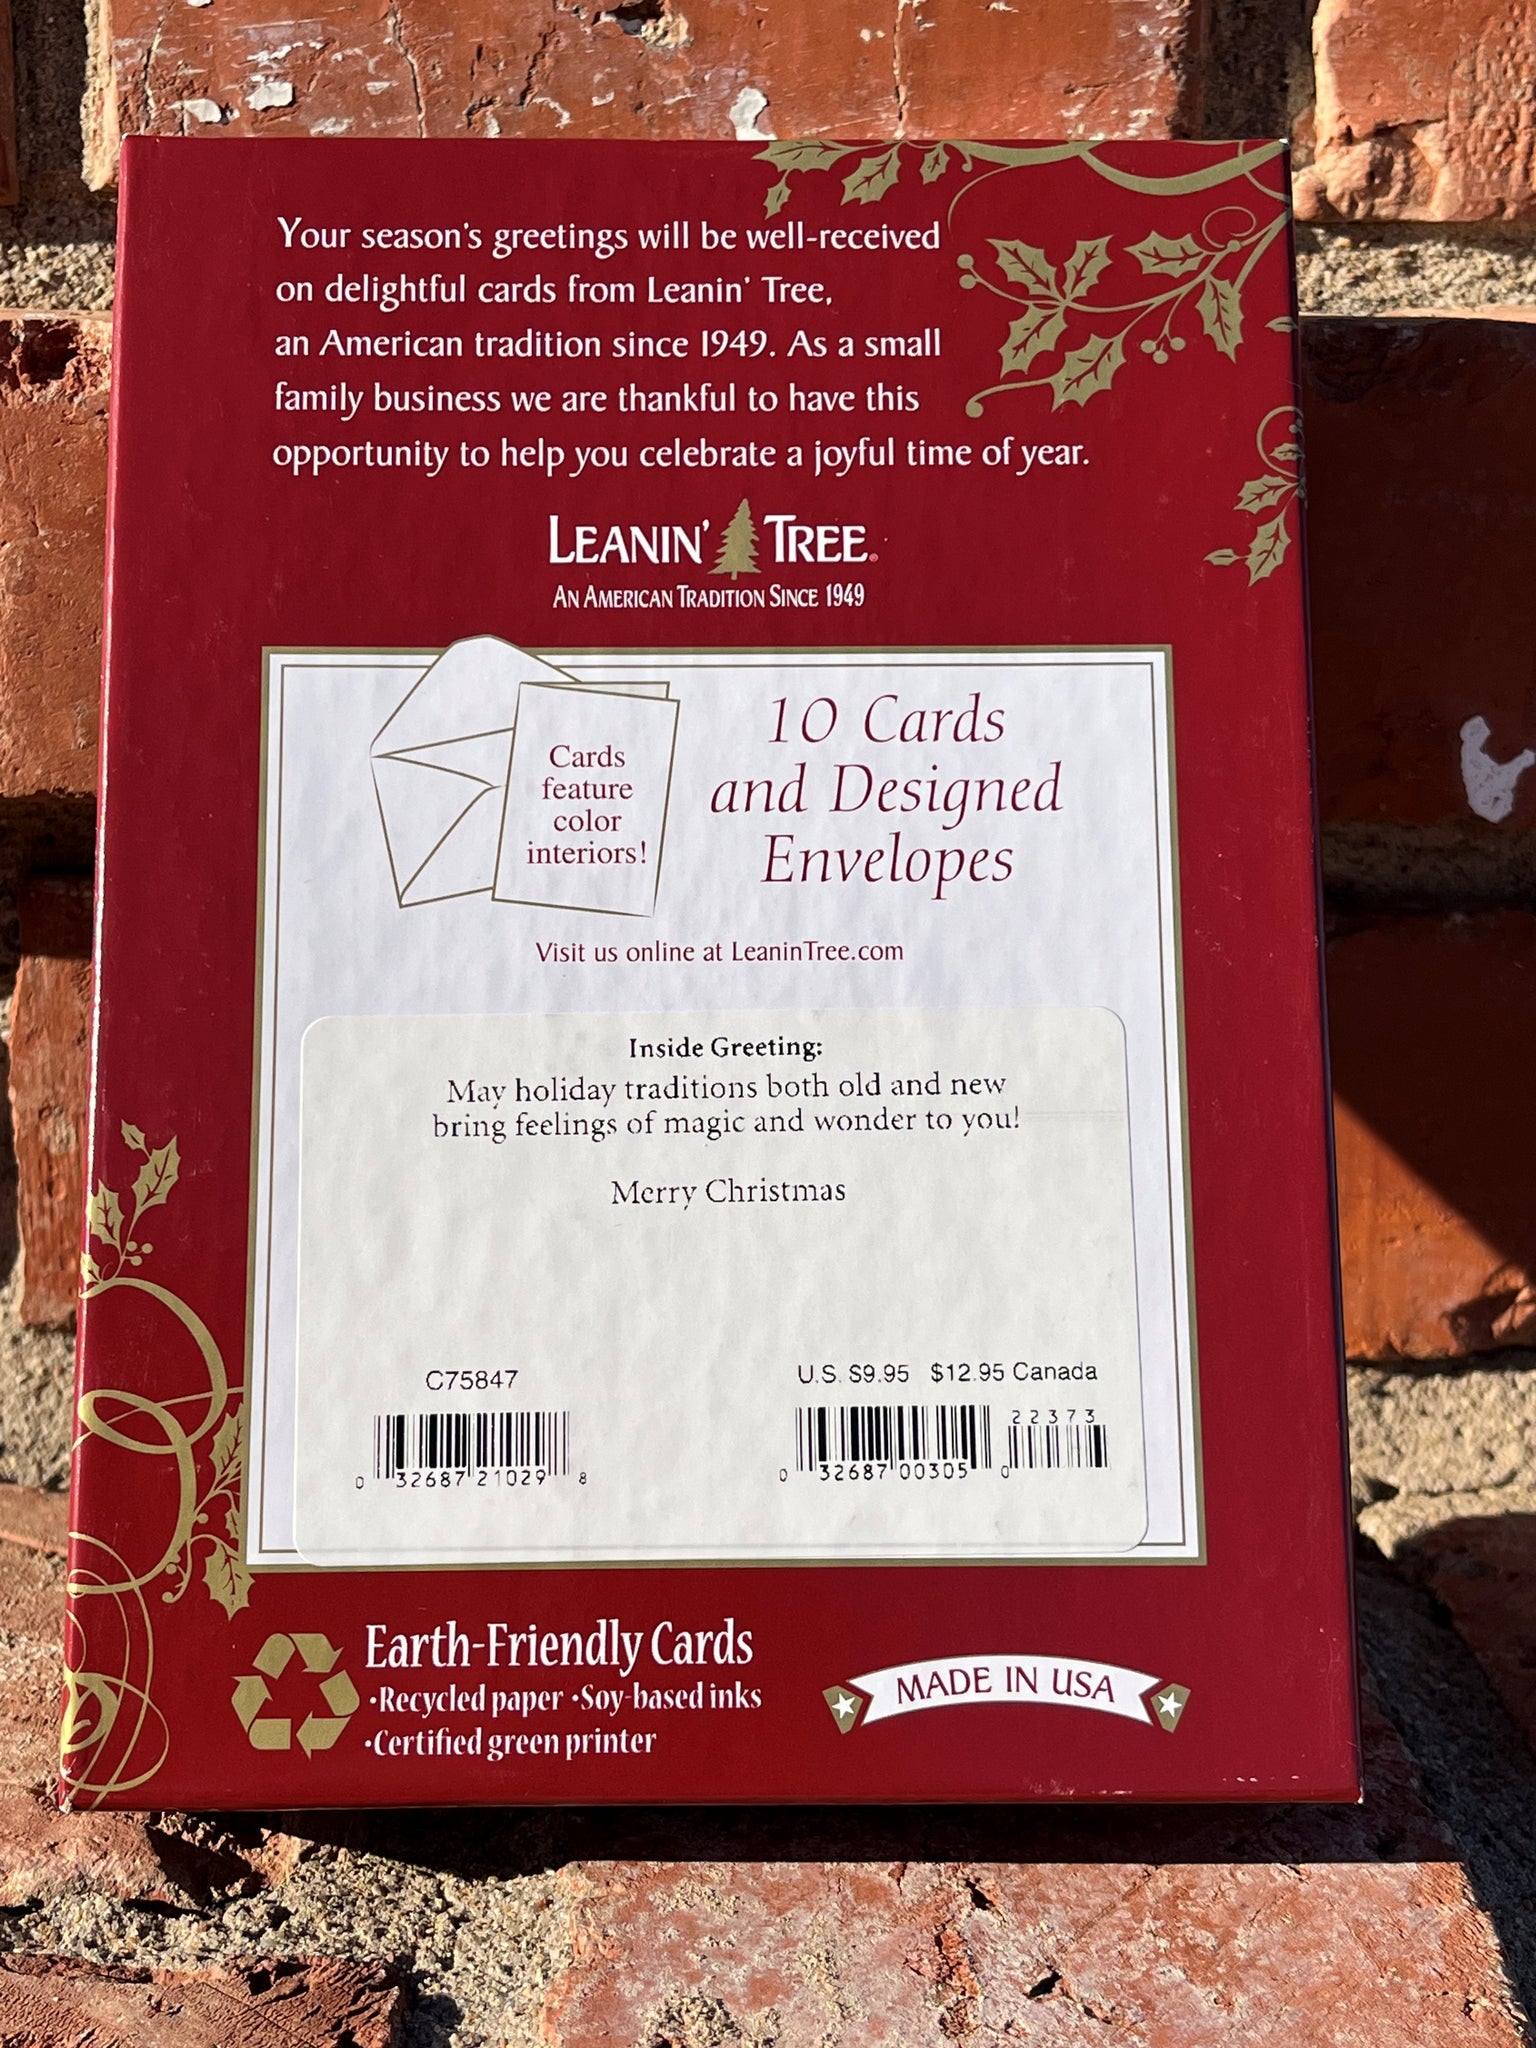 Your season's greetings will be well-received
on delightful cards from Leanin' Tree,
an American tradition since 1949. As a small
family business we are thankful to have this
opportunity to help you celebrate a joyful time of year.
LEANIN' TREE®
AN AMERICAN TRADITION SINCE 1949
Cards
feature
color
interiors!
10 Cards
and Designed
Envelopes
Visit us online at LeaninTree.com
Inside Greeting:
May holiday traditions both old and new
bring feelings of magic and wonder to you!
Merry Christmas
C75847
U.S. $9.95 $12.95 Canada
0 32687 21029 8
0 32687 00305 0
22373
Earth-Friendly Cards
•Recycled paper •Soy-based inks
•Certified green printer
MADE IN USA